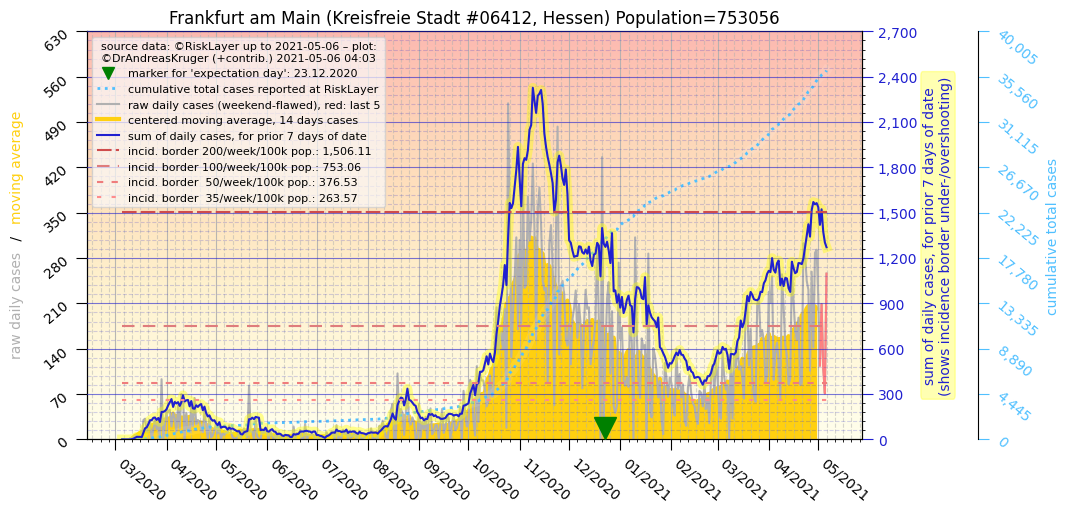 Frankfurt am Main (Kreisfreie Stadt #06412, Hessen) Population=753056
source data: ©RiskLayer up to 2021-05-06 – plot:
©DrAndreasKruger (+contrib.) 2021-05-06 04:03
marker for 'expectation day': 23.12.2020
cumulative total cases reported at RiskLayer
raw daily cases (weekend-flawed), red: last 5
centered moving average, 14 days cases
sum of daily cases, for prior 7 days of date
incid. border 200/week/100k pop.: 1,506.11
incid. border 100/week/100k pop.: 753.06
incid. border  50/week/100k pop.: 376.53
incid. border  35/week/100k pop.: 263.57
raw daily cases / moving average
630
560
490
420
350
280
210
140
70
0
03/2020
04/2020
05/2020
06/2020
07/2020
08/2020
09/2020
10/2020
11/2020
12/2020
01/2021
02/2021
03/2021
04/2021
05/2021
2,700
2,400
2,100
1,800
1,500
1,200
900
600
300
0
sum of daily cases, for prior 7 days of date
(shows incidence border under-/overshooting)
40,005
35,560
31,115
26,670
22,225
17,780
13,335
8,890
4,445
0
cumulative total cases